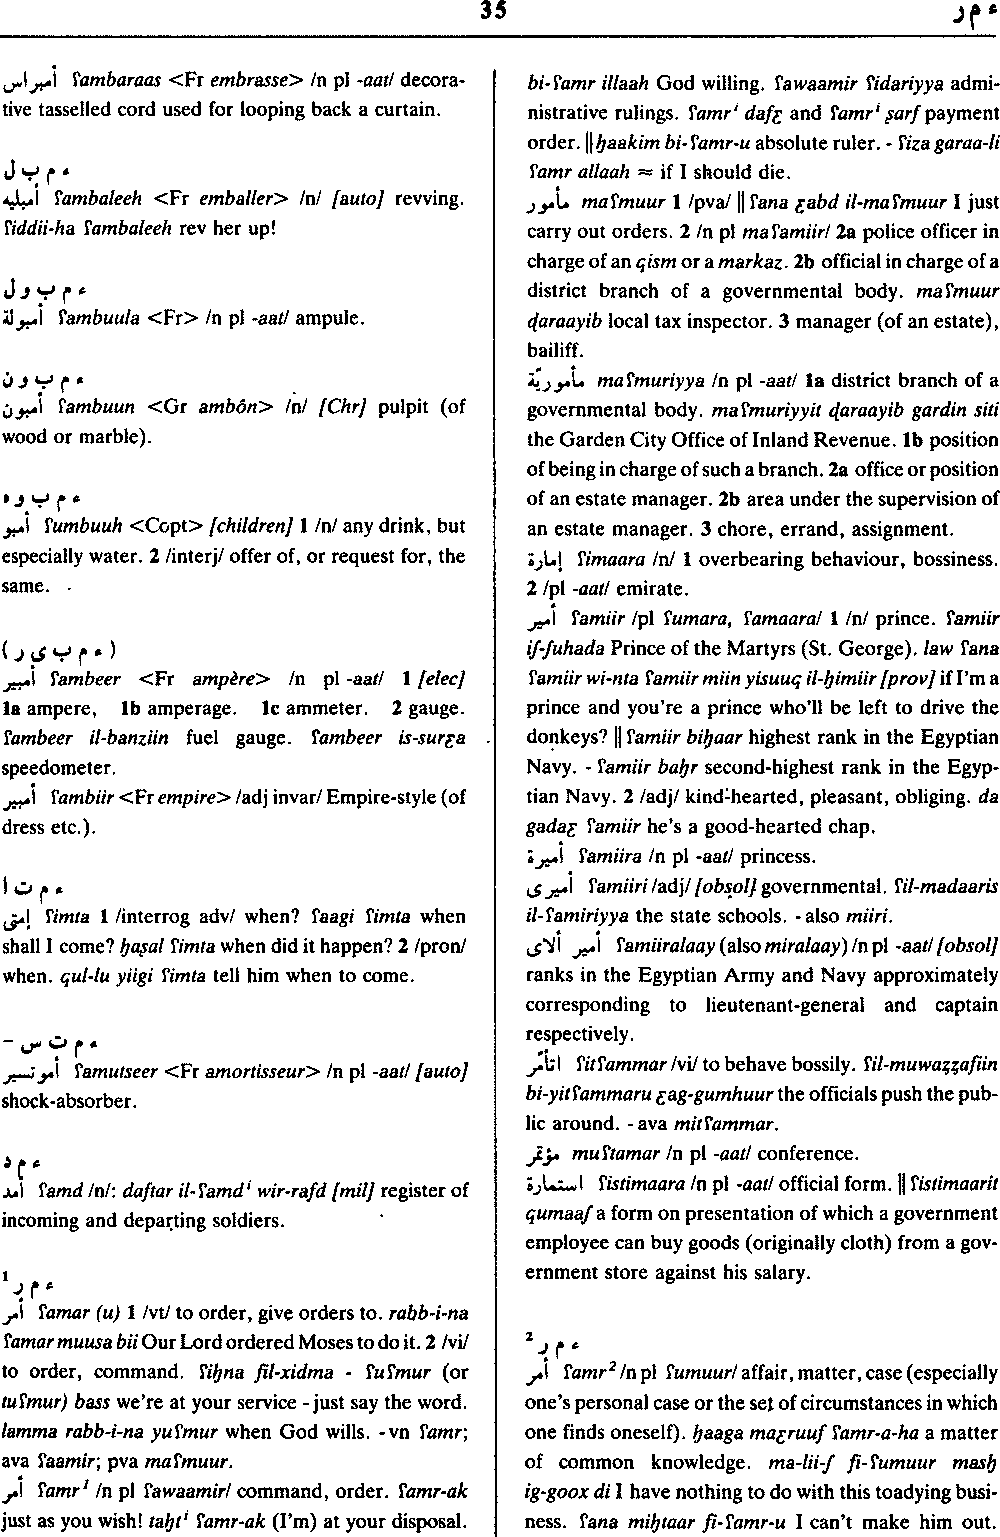 35
ء م ر
أمبراس ʕambaraas <Fr embrasse> /n pl -aat/ decora-
tive tasselled cord used for looping back a curtain.
ء م ب ل
أمبليه ʕambaleeh <Fr emballer> /n/ [auto] revving.
ʕiddii-ha ʕambaleeh rev her up!
ء م ب و ل
أمبولة ʕambuula <Fr> /n pl -aat/ ampule.
ء م ب و ن
أمبون ʕambuun <Gr ambôn> /n/ [Chr] pulpit (of
wood or marble).
ء م ب و ه
أمبو ʕumbuuh <Copt> [children] 1 /n/ any drink, but
especially water. 2 /interj/ offer of, or request for, the
same.
(ء م ب ى ر)
أمبير ʕambeer <Fr ampère> /n pl -aat/ 1 [elec]
1a ampere, 1b amperage. 1c ammeter. 2 gauge.
ʕambeer il-banziin fuel gauge. ʕambeer is-surƹa
speedometer.
أمبير ʕambiir <Fr empire> /adj invar/ Empire-style (of
dress etc.).
ء م ت ا
إمتى ʕimta 1 /interrog adv/ when? ʕaagi ʕimta when
shall I come? ḥaṣal ʕimta when did it happen? 2 /pron/
when. qul-lu yiigi ʕimta tell him when to come.
ء م ت س –
أموتسير ʕamutseer <Fr amortisseur> /n pl -aat/ [auto]
shock-absorber.
ء م د
أمد ʕamd /n/: daftar il-ʕamdⁱ wir-rafd [mil] register of
incoming and departing soldiers.
ء م ر ¹
أمر ʕamar (u) 1 /vt/ to order, give orders to. rabb-i-na
ʕamar muusa bii Our Lord ordered Moses to do it. 2 /vi/
to order, command. ʕiḥna fil-xidma - ʕuʕmur (or
tuʕmur) bass we're at your service - just say the word.
lamma rabb-i-na yuʕmur when God wills. - vn ʕamr;
ava ʕaamir; pva maʕmuur.
أمر ʕamr¹ /n pl ʕawaamir/ command, order. ʕamr-ak
just as you wish! taḥtⁱ ʕamr-ak (I'm) at your disposal.
bi-ʕamr illaah God willing. ʕawaamir ʕidariyya admi-
nistrative rulings. ʕamrⁱ dafƹ and ʕamrⁱ ṣarf payment
order. ‖ ḥaakim bi-ʕamr-u absolute ruler. - ʕiza garaa-li
ʕamr allaah ≈ if I should die.
مأمور maʕmuur 1 /pva/ ‖ ʕana ƹabd il-maʕmuur I just
carry out orders. 2 /n pl maʕamiir/ 2a police officer in
charge of an qism or a markaz. 2b official in charge of a
district branch of a governmental body. maʕmuur
ḍaraayib local tax inspector. 3 manager (of an estate),
bailiff.
مأموريّة maʕmuriyya /n pl -aat/ 1a district branch of a
governmental body. maʕmuriyyit ḍaraayib gardin siti
the Garden City Office of Inland Revenue. 1b position
of being in charge of such a branch. 2a office or position
of an estate manager. 2b area under the supervision of
an estate manager. 3 chore, errand, assignment.
إمارة ʕimaara /n/ 1 overbearing behaviour, bossiness.
2 /pl -aat/ emirate.
أمير ʕamiir /pl ʕumara, ʕamaara/ 1 /n/ prince. ʕamiir
iʃ-ʃuhada Prince of the Martyrs (St. George). law ʕana
ʕamiir wi-nta ʕamiir miin yisuuq il-ḥimiir [prov] if I'm a
prince and you're a prince who'll be left to drive the
donkeys? ‖ ʕamiir biḥaar highest rank in the Egyptian
Navy. - ʕamiir baḥr second-highest rank in the Egyp-
tian Navy. 2 /adj/ kind-hearted, pleasant, obliging. da
gadaƹ ʕamiir he's a good-hearted chap.
أميرة ʕamiira /n pl -aat/ princess.
أميرى ʕamiiri /adj/ [obsol] governmental. ʕil-madaaris
il-ʕamiriyya the state schools. - also miiri.
أمير ألاى ʕamiiralaay (also miralaay) /n pl -aat/ [obsol]
ranks in the Egyptian Army and Navy approximately
corresponding to lieutenant-general and captain
respectively.
اتأمّر ʕitʕammar /vi/ to behave bossily. ʕil-muwaẓẓafiin
bi-yitʕammaru ƹag-gumhuur the officials push the pub-
lic around. - ava mitʕammar.
مؤتمر muʕtamar /n pl -aat/ conference.
استمارة ʕistimaara /n pl -aat/ official form. ‖ ʕistimaarit
qumaaʃ a form on presentation of which a government
employee can buy goods (originally cloth) from a gov-
ernment store against his salary.
ء م ر ²
أمر ʕamr² /n pl ʕumuur/ affair, matter, case (especially
one's personal case or the set of circumstances in which
one finds oneself). ḥaaga maƹruuf ʕamr-a-ha a matter
of common knowledge. ma-lii-ʃ fi-ʕumuur masḥ
ig-goox di I have nothing to do with this toadying busi-
ness. ʕana miḥtaar fi-ʕamr-u I can't make him out.